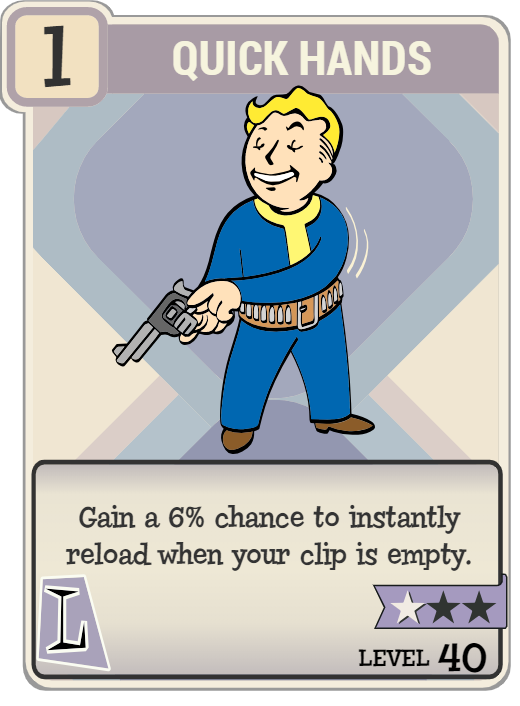 1
QUICK HANDS
Gain a 6% chance to instantly
reload when your clip is empty.
L
LEVEL 40